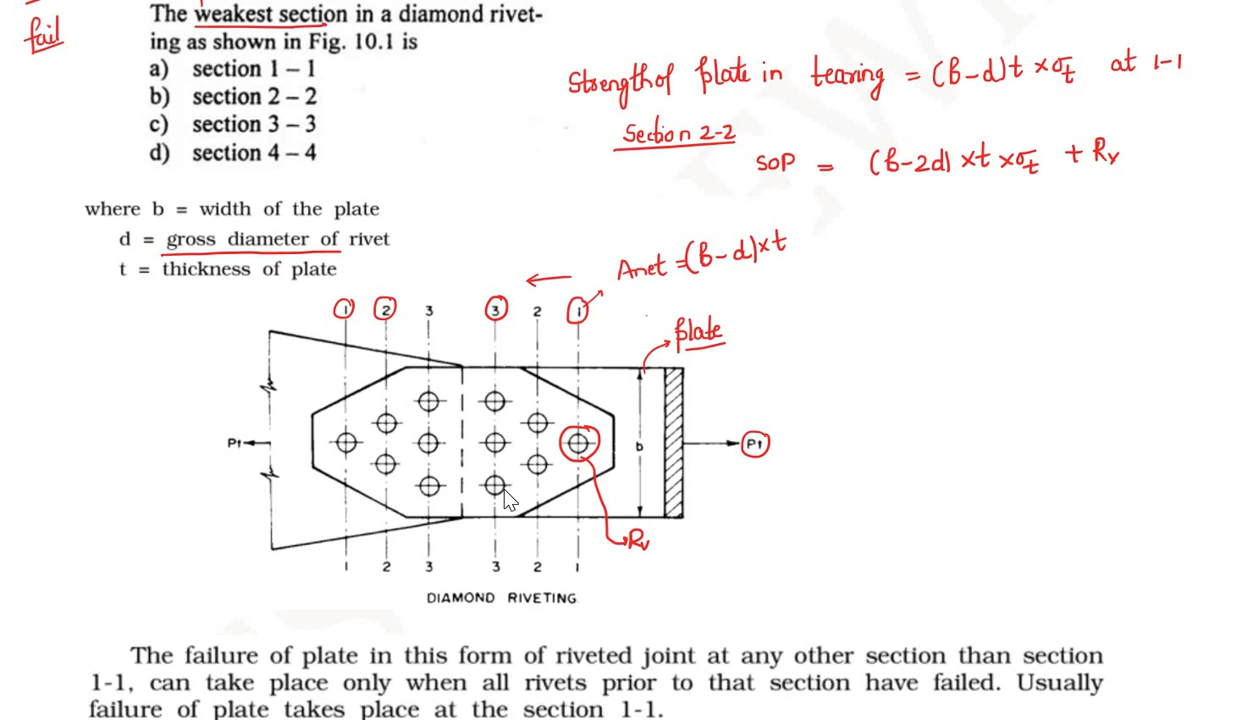 fail
The weakest section in a diamond rivet-
ing as shown in Fig. 10.1 is
a) section 1 – 1
b) section 2 – 2
c) section 3 – 3
d) section 4 – 4
Strength of plate in tearing = (b-d)t × σt at 1-1
Section 2-2
SOP = (b-2d) × t × σt + Rv
where b = width of the plate
d = gross diameter of rivet
t = thickness of plate
Anet = (b-d)×t
1 2 3 3 2 1
plate
P1 b P1
Rv
1 2 3 3 2 1
DIAMOND RIVETING
The failure of plate in this form of riveted joint at any other section than section
1-1, can take place only when all rivets prior to that section have failed. Usually
failure of plate takes place at the section 1-1.